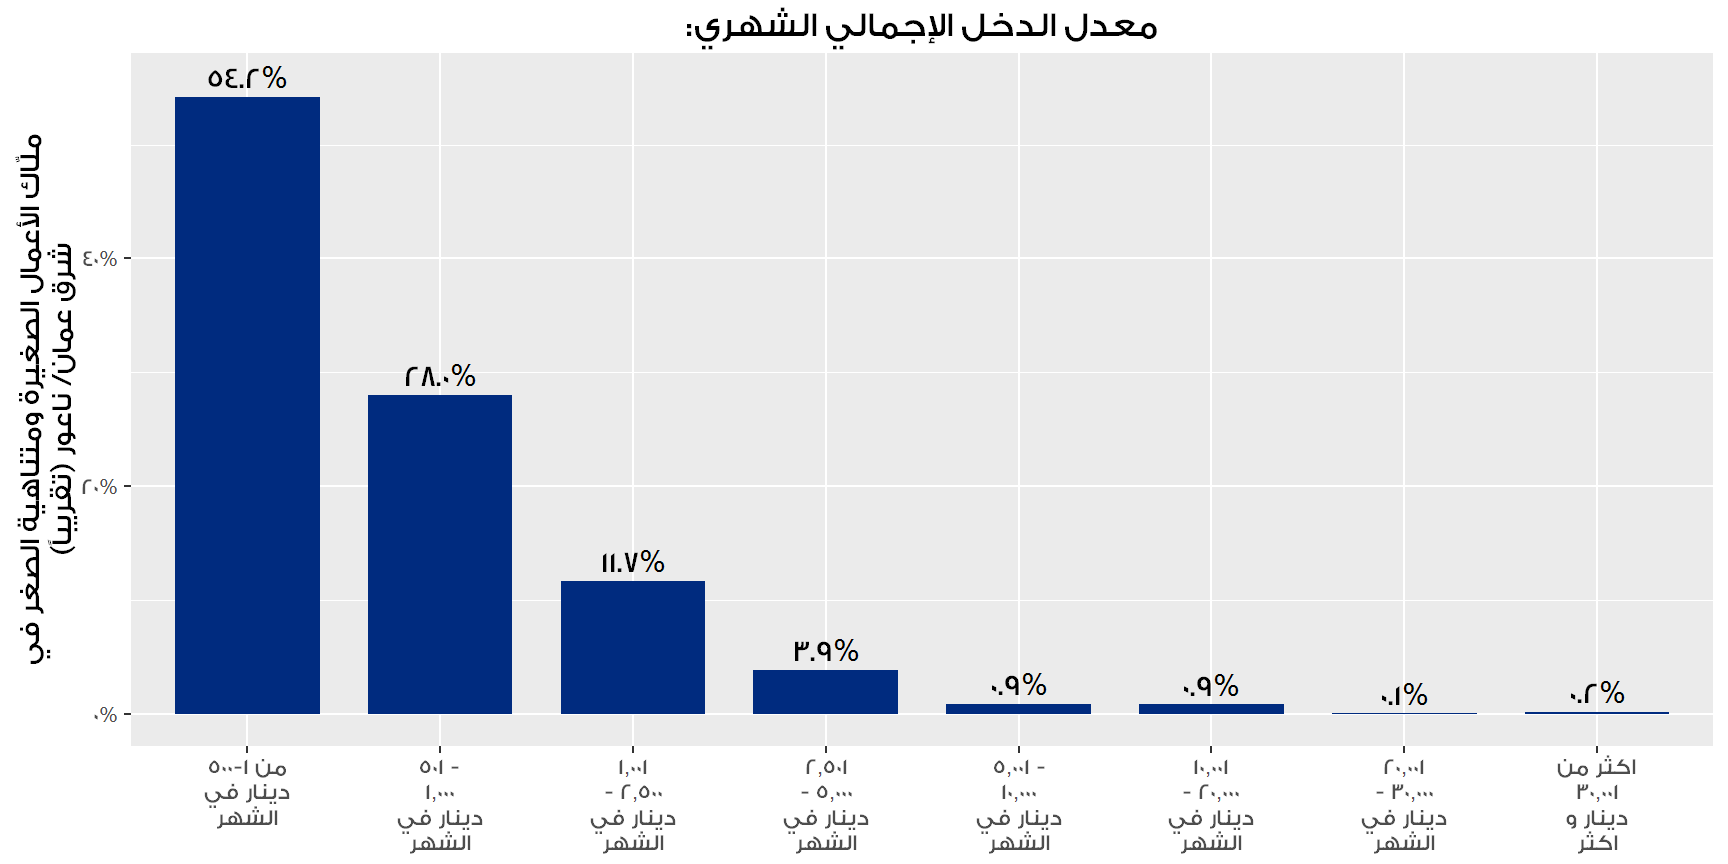 معدل الدخل الإجمالي الشهري:
ملّاك الأعمال الصغيرة ومتناهية الصغر في
شرق عمان/ ناعور (تقريباً)
٤٠%
٢٠%
٠%
٥٤.٢%
٢٨.٠%
١١.٧%
٣.٩%
٠.٩%
٠.٩%
٠.١%
٠.٢%
من ١-٥٠٠
دينار في
الشهر
٥٠١ -
١,٠٠٠
دينار في
الشهر
١,٠٠١
- ٢,٥٠٠
دينار في
الشهر
٢,٥٠١
- ٥,٠٠٠
دينار في
الشهر
٥,٠٠١ -
١٠,٠٠٠
دينار في
الشهر
١٠,٠٠١
- ٢٠,٠٠٠
دينار في
الشهر
٢٠,٠٠١
- ٣٠,٠٠٠
دينار في
الشهر
اكثر من
٣٠,٠٠١
دينار و
اكثر